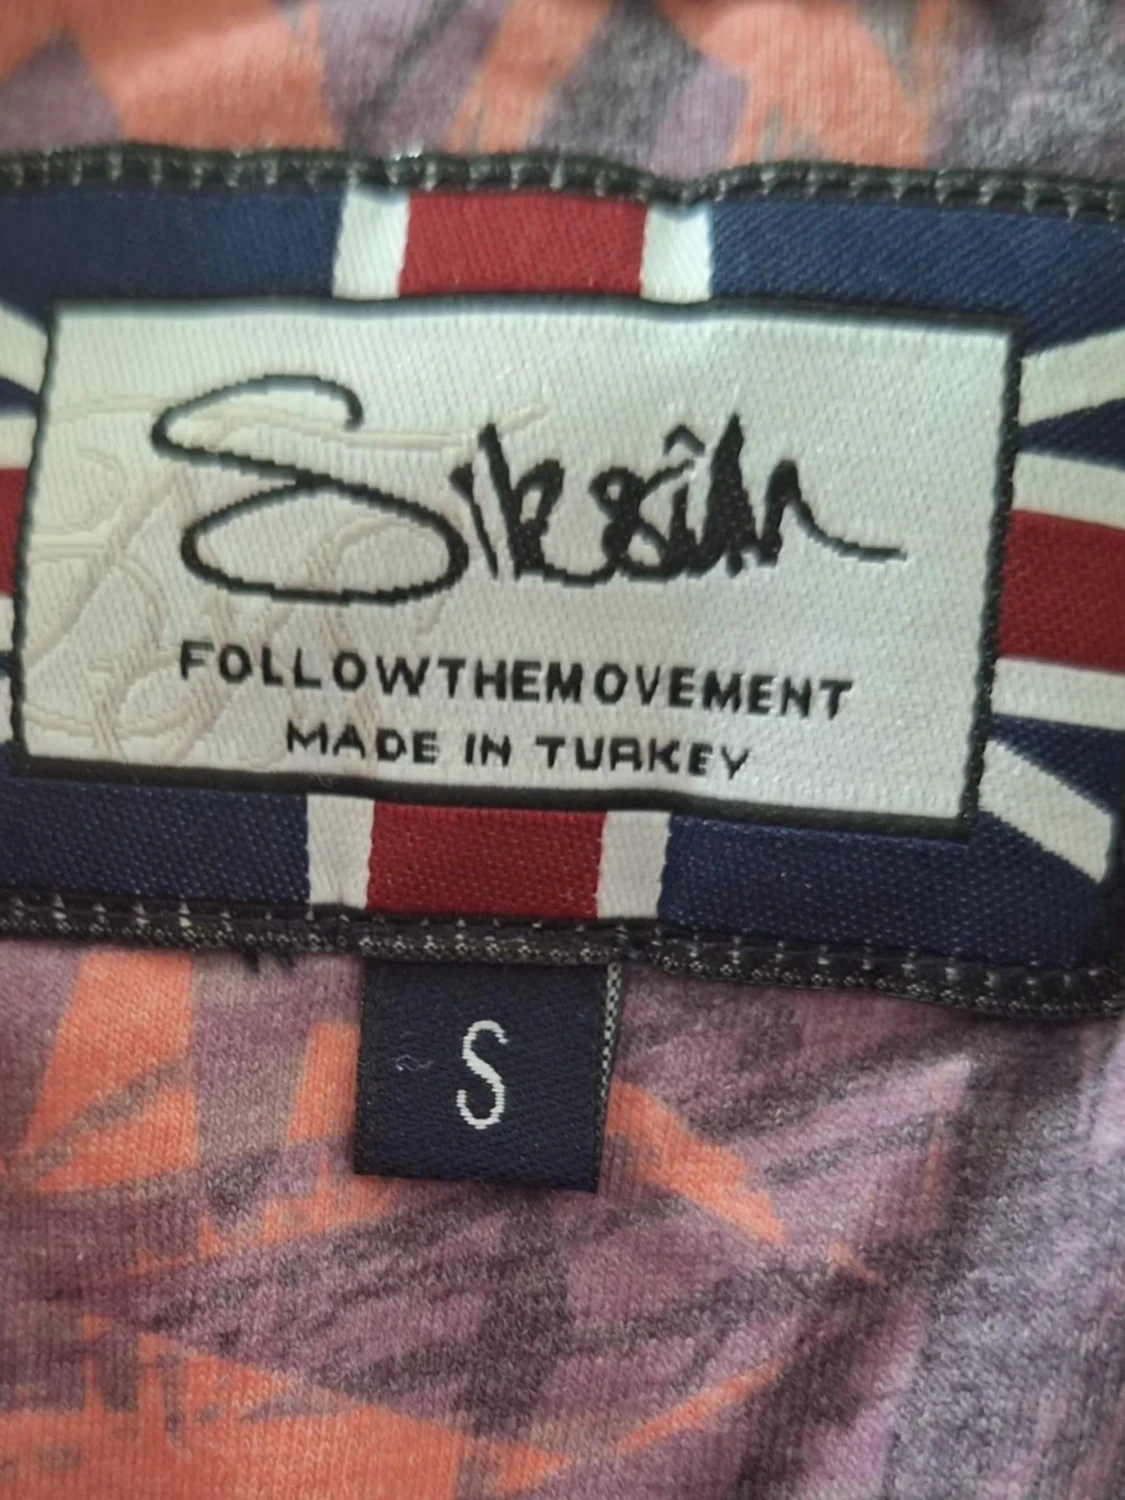 Siksilk
FOLLOWTHEMOVEMENT
MADE IN TURKEY
S